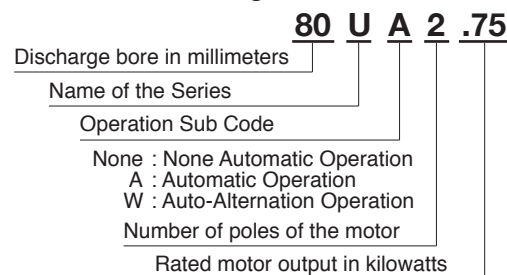 80 U A 2 .75
Discharge bore in millimeters
Name of the Series
Operation Sub Code
None : None Automatic Operation
A : Automatic Operation
W : Auto-Alternation Operation
Number of poles of the motor
Rated motor output in kilowatts